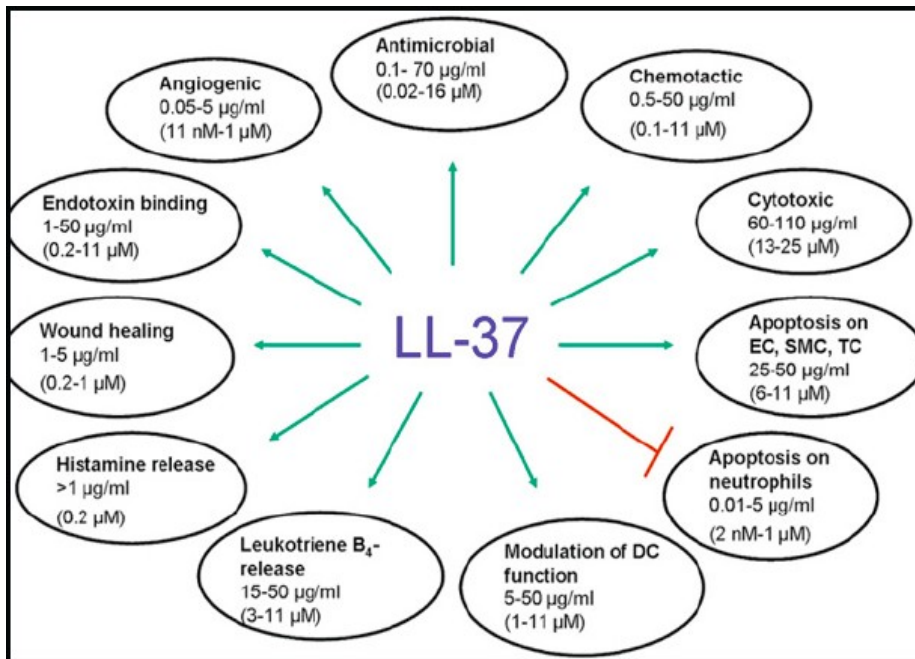 Antimicrobial
0.1- 70 µg/ml
(0.02-16 µM)
Chemotactic
0.5-50 µg/ml
(0.1-11 µM)
Cytotoxic
60-110 µg/ml
(13-25 µM)
Apoptosis on
EC, SMC, TC
25-50 µg/ml
(6-11 µM)
Apoptosis on
neutrophils
0.01-5 µg/ml
(2 nM-1 µM)
Modulation of DC
function
5-50 µg/ml
(1-11 µM)
Leukotriene B₄-
release
15-50 µg/ml
(3-11 µM)
Histamine release
>1 µg/ml
(0.2 µM)
Wound healing
1-5 µg/ml
(0.2-1 µM)
Endotoxin binding
1-50 µg/ml
(0.2-11 µM)
Angiogenic
0.05-5 µg/ml
(11 nM-1 µM)
LL-37